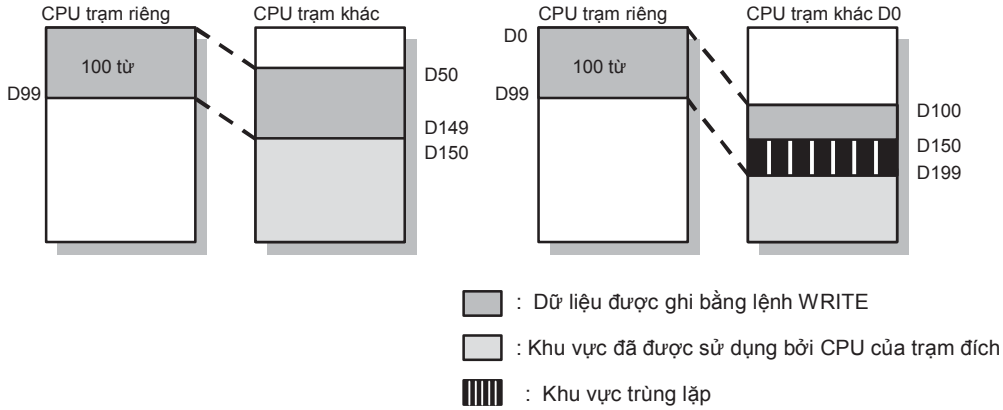 CPU trạm riêng
CPU trạm khác
100 từ
D99
D50
D149
D150
CPU trạm riêng
CPU trạm khác D0
D0
100 từ
D99
D100
D150
D199
: Dữ liệu được ghi bằng lệnh WRITE
: Khu vực đã được sử dụng bởi CPU của trạm đích
: Khu vực trùng lặp